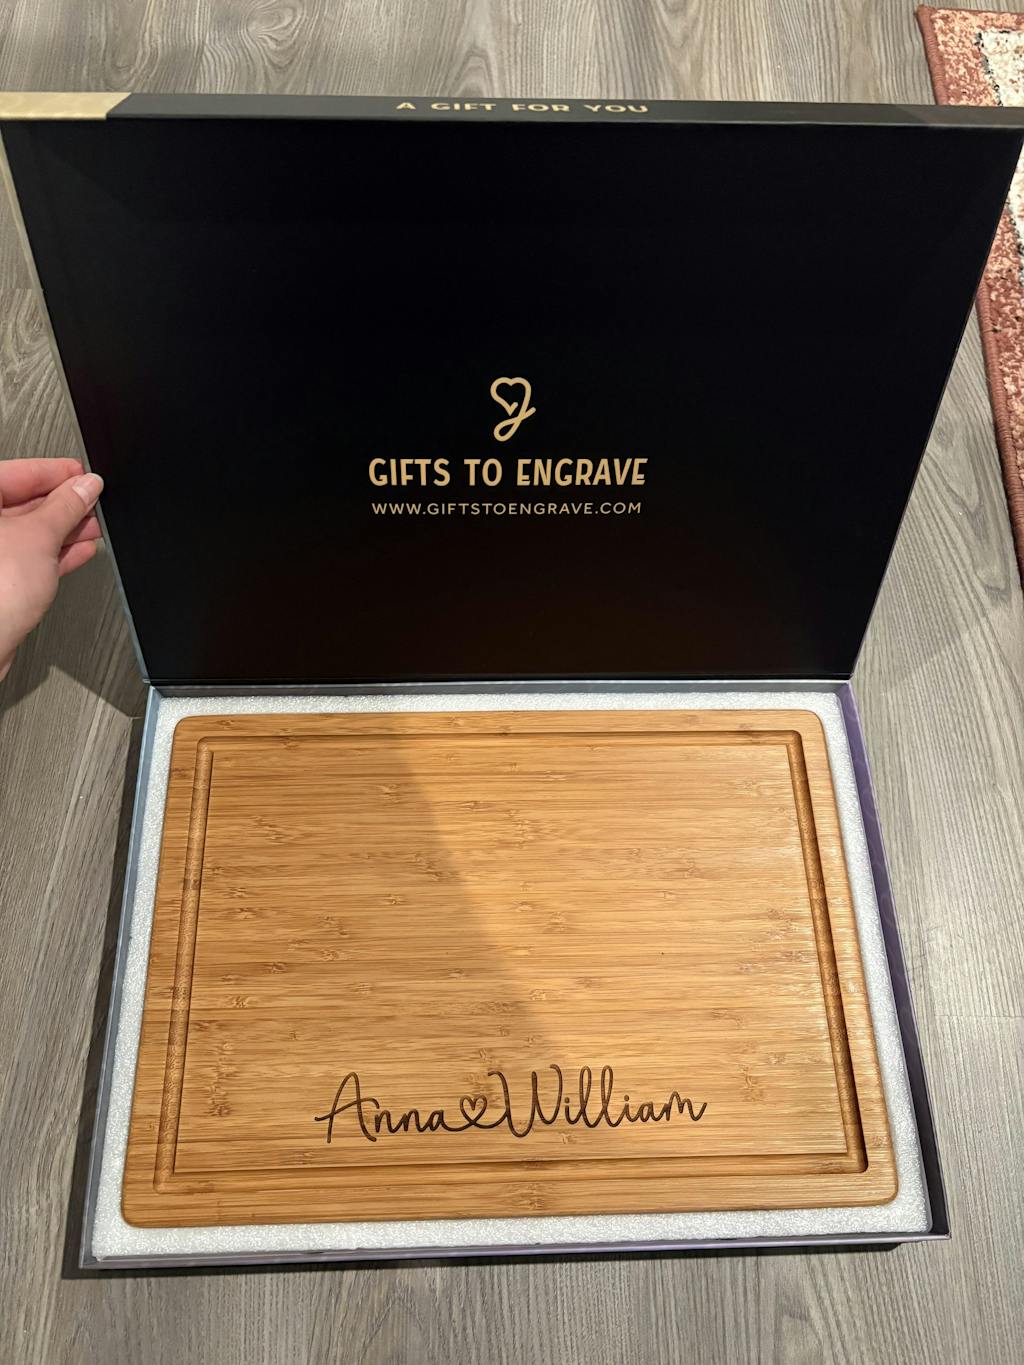 A GIFT FOR YOU
GIFTS TO ENGRAVE
WWW.GIFTSTOENGRAVE.COM
Anna William